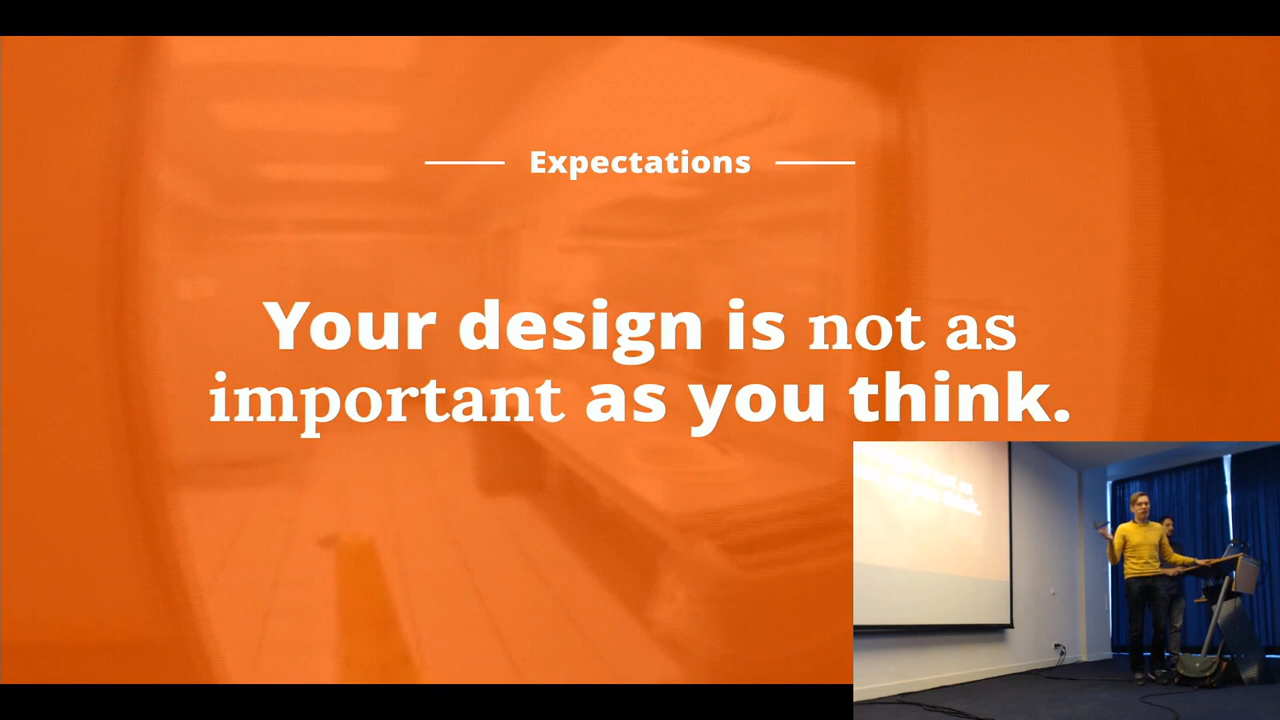 Expectations
Your design is not as
important as you think.